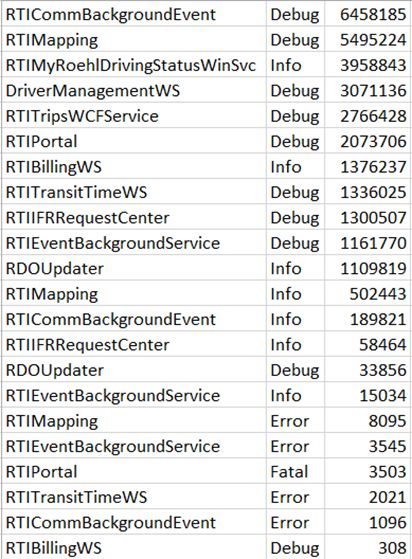 RTICommBackgroundEvent Debug 6458185
RTIMapping Debug 5495224
RTIMyRoehlDrivingStatusWinSvc Info 3958843
DriverManagementWS Debug 3071136
RTITripsWCFService Debug 2766428
RTIPortal Debug 2073706
RTIBillingWS Info 1376237
RTITransitTimeWS Debug 1336025
RTIIFRRequestCenter Debug 1300507
RTIEventBackgroundService Debug 1161770
RDOUpdater Info 1109819
RTIMapping Info 502443
RTICommBackgroundEvent Info 189821
RTIIFRRequestCenter Info 58464
RDOUpdater Debug 33856
RTIEventBackgroundService Info 15034
RTIMapping Error 8095
RTIEventBackgroundService Error 3545
RTIPortal Fatal 3503
RTITransitTimeWS Error 2021
RTICommBackgroundEvent Error 1096
RTIBillingWS Debug 308